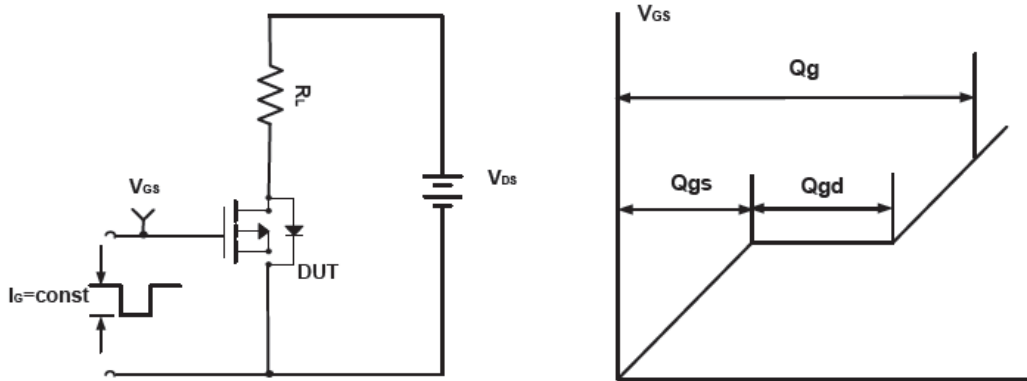 RL
VGS
VDS
DUT
IG=const
VGS
Qg
Qgs
Qgd